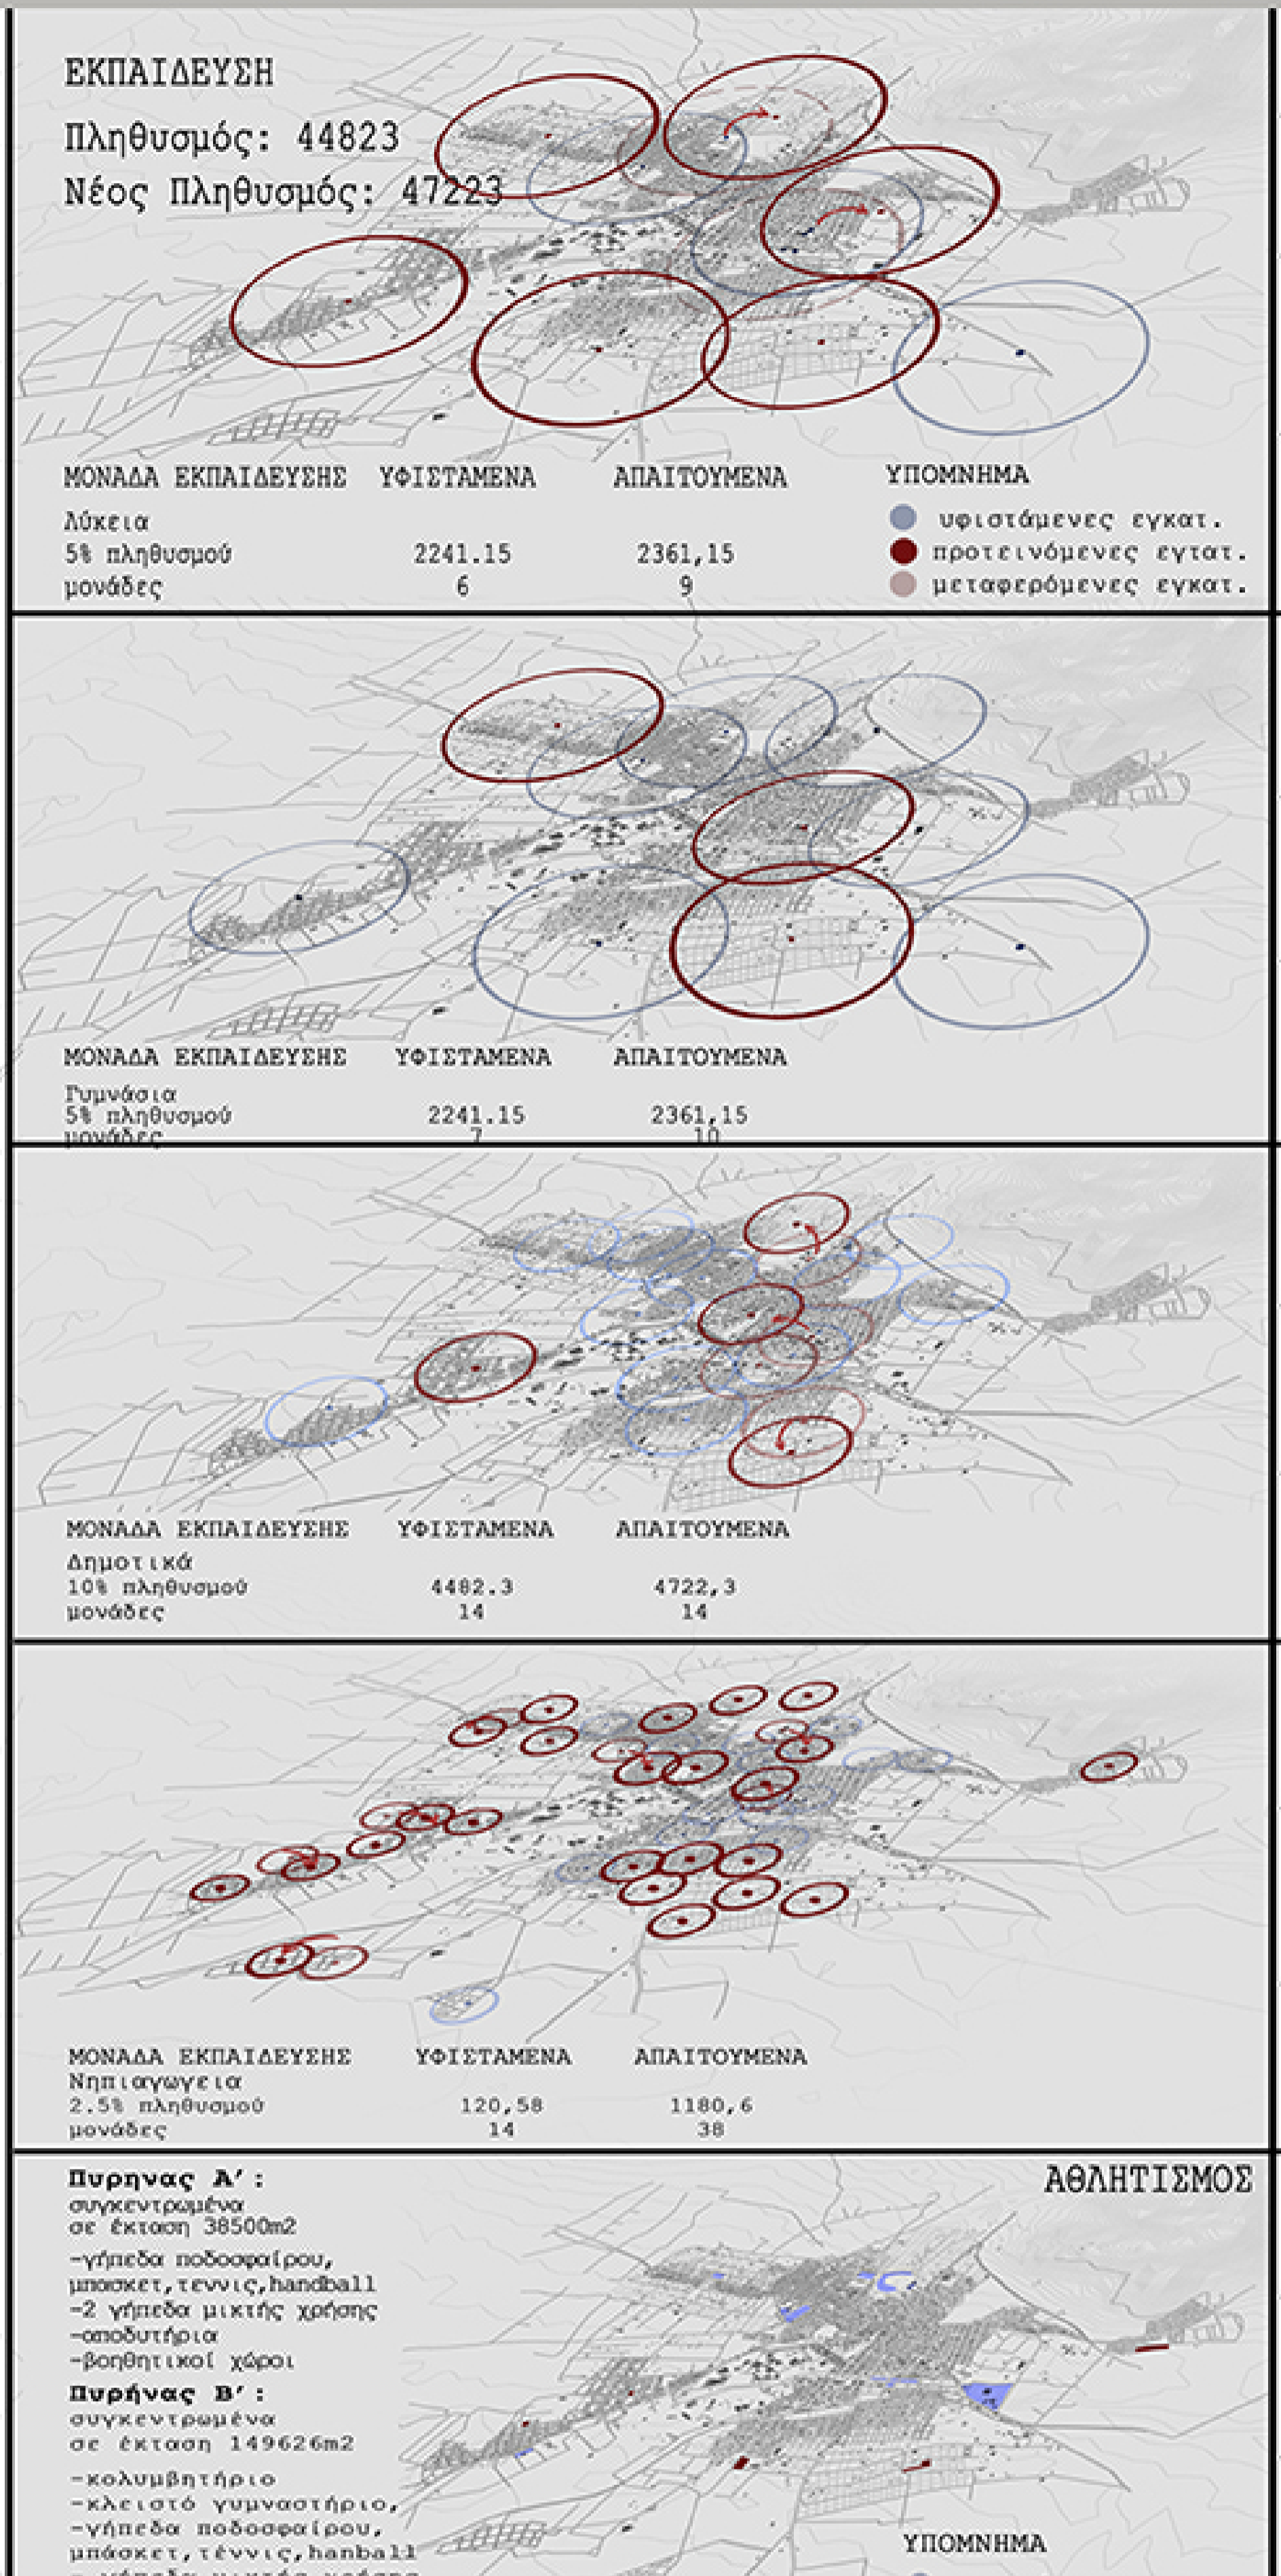 ΕΚΠΑΙΔΕΥΣΗ
Πληθυσμός: 44823
Νέος Πληθυσμός: 47223
ΜΟΝΑΔΑ ΕΚΠΑΙΔΕΥΣΗΣ ΥΦΙΣΤΑΜΕΝΑ ΑΠΑΙΤΟΥΜΕΝΑ
Λύκεια
5% πληθυσμού 2241.15 2361,15
μονάδες 6 9
ΥΠΟΜΝΗΜΑ
υφιστάμενες εγκατ.
προτεινόμενες εγτατ.
μεταφερόμενες εγκατ.
ΜΟΝΑΔΑ ΕΚΠΑΙΔΕΥΣΗΣ ΥΦΙΣΤΑΜΕΝΑ ΑΠΑΙΤΟΥΜΕΝΑ
Γυμνάσια
5% πληθυσμού 2241.15 2361,15
μονάδες 7 10
ΜΟΝΑΔΑ ΕΚΠΑΙΔΕΥΣΗΣ ΥΦΙΣΤΑΜΕΝΑ ΑΠΑΙΤΟΥΜΕΝΑ
Δημοτικά
10% πληθυσμού 4482.3 4722,3
μονάδες 14 14
ΜΟΝΑΔΑ ΕΚΠΑΙΔΕΥΣΗΣ ΥΦΙΣΤΑΜΕΝΑ ΑΠΑΙΤΟΥΜΕΝΑ
Νηπιαγωγεια
2.5% πληθυσμού 120,58 1180,6
μονάδες 14 38
ΑΘΛΗΤΙΣΜΟΣ
Πυρηνας Α':
συγκεντρωμένα
σε έκταση 38500m2
-γήπεδα ποδοσφαίρου,
μπασκετ,τεννις,handball
-2 γήπεδα μικτής χρήσης
-αποδυτήρια
-βοηθητικοί χώροι
Πυρήνας Β':
συγκεντρωμένα
σε έκταση 149626m2
-κολυμβητήριο
-κλειστό γυμναστήριο,
-γήπεδα ποδοσφαίρου,
μπάσκετ,τέννις,hanball
ΥΠΟΜΝΗΜΑ